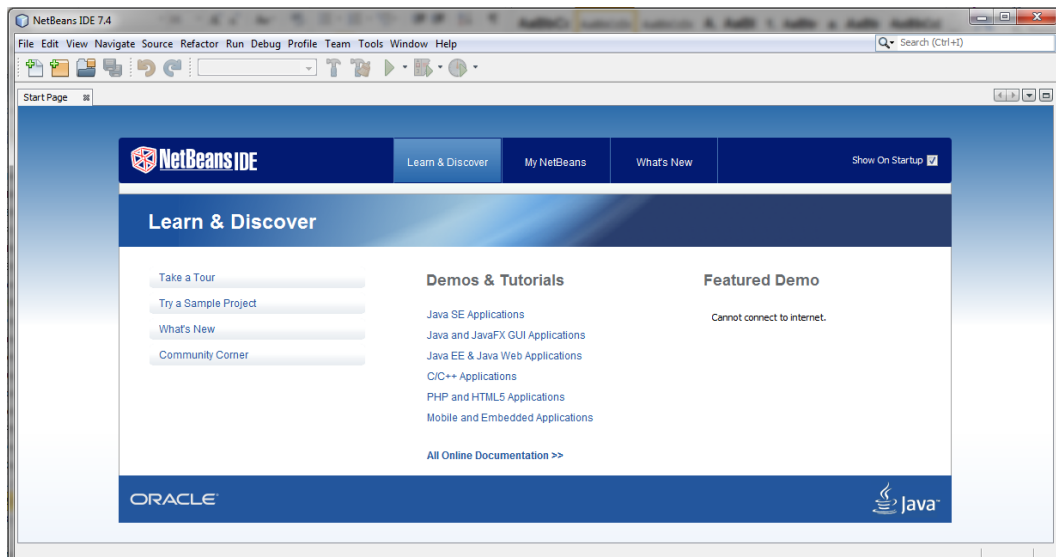 NetBeans IDE 7.4
File Edit View Navigate Source Refactor Run Debug Profile Team Tools Window Help
Search (Ctrl+I)
Start Page
NetBeans IDE
Learn & Discover
My NetBeans
What's New
Show On Startup
Learn & Discover
Take a Tour
Try a Sample Project
What's New
Community Corner
Demos & Tutorials
Java SE Applications
Java and JavaFX GUI Applications
Java EE & Java Web Applications
C/C++ Applications
PHP and HTML5 Applications
Mobile and Embedded Applications
All Online Documentation >>
Featured Demo
Cannot connect to internet.
ORACLE
Java